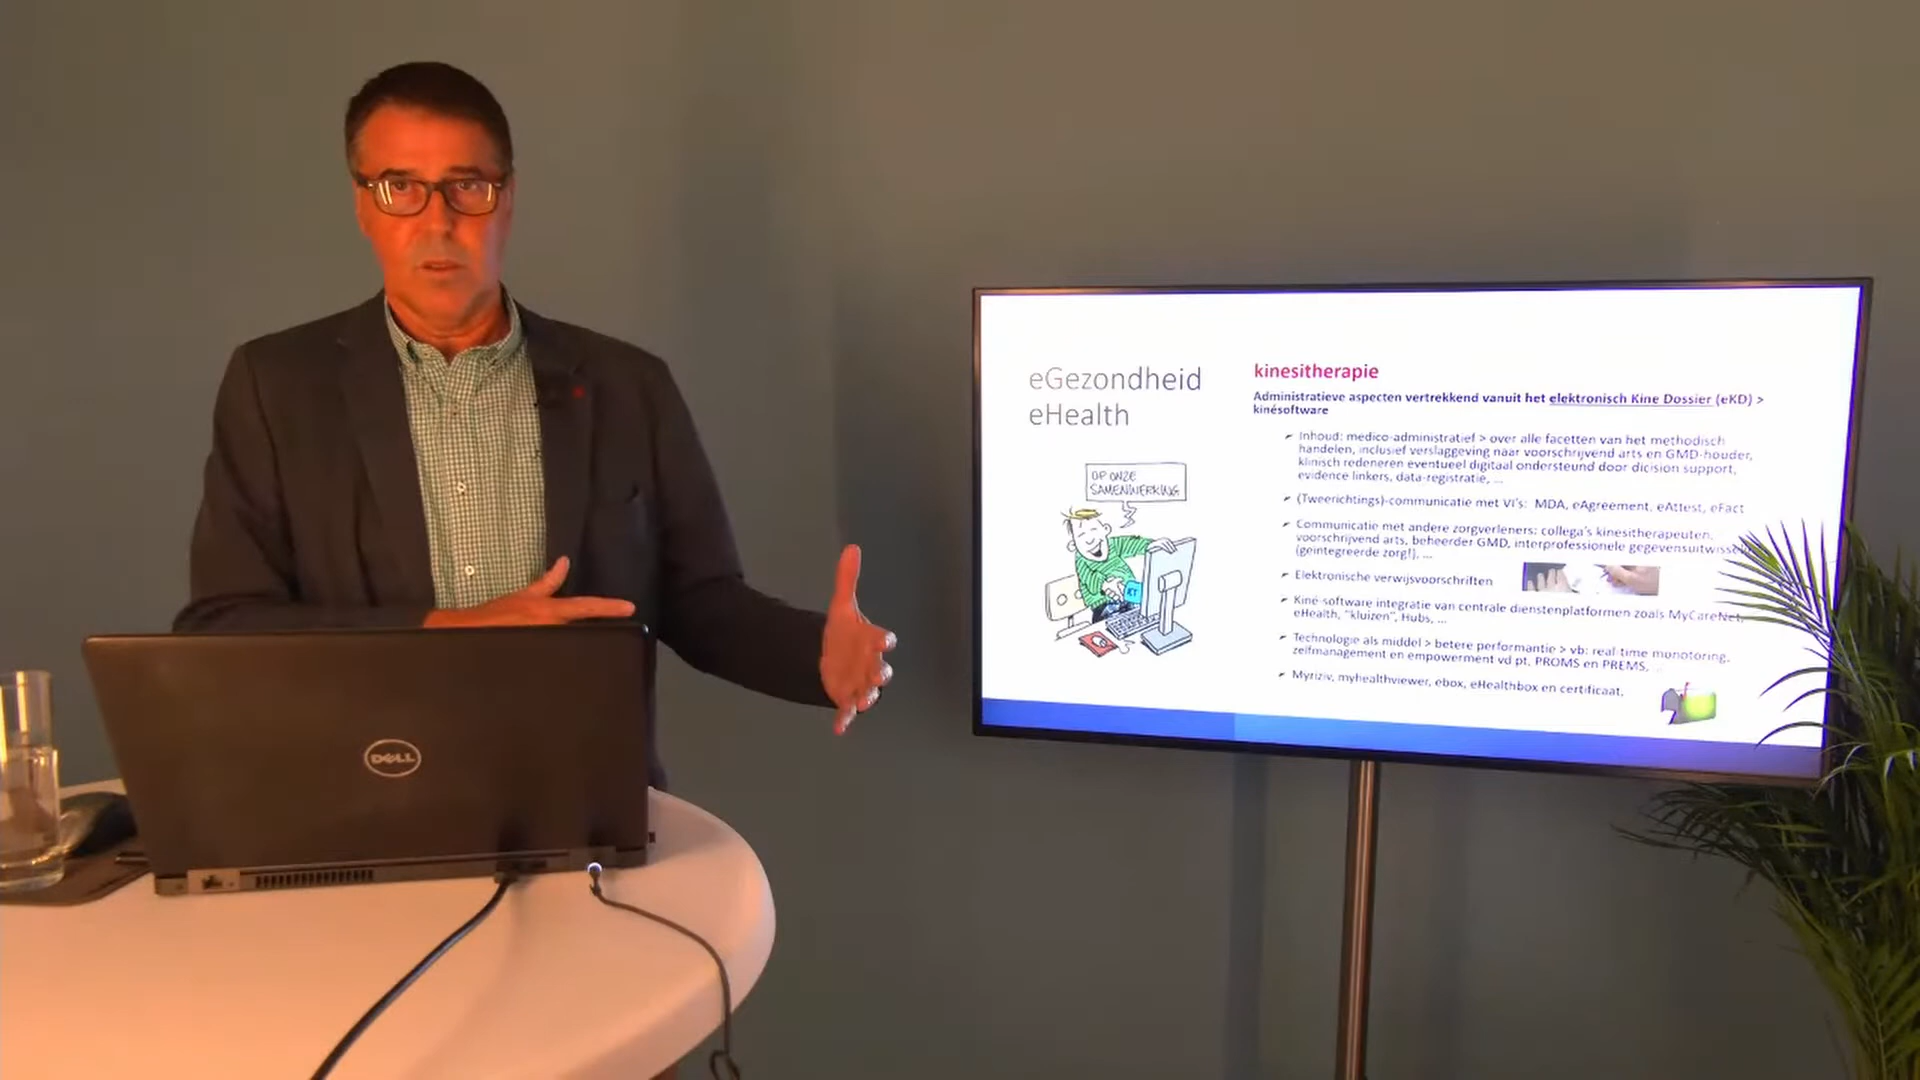 eGezondheid
eHealth
OP ONZE
SAMENWERKING
KT
kinesitherapie
Administratieve aspecten vertrekkend vanuit het elektronisch Kine Dossier (eKD) >
kinésoftware
Inhoud: medico-administratief > over alle facetten van het methodisch
handelen, inclusief verslaggeving naar voorschrijvend arts en GMD-houder,
klinisch redeneren eventueel digitaal ondersteund door dicision support,
evidence linkers, data-registratie, ...
(Tweerichtings)-communicatie met VI's: MDA, eAgreement, eAttest, eFact
Communicatie met andere zorgverleners: collega's kinesitherapeuten,
voorschrijvend arts, beheerder GMD, interprofessionele
(geïntegreerde zorg!), ...
Elektronische verwijsvoorschriften
Kiné-software integratie van centrale dienstenplatformen zoals MyCareNet,
eHealth, "kluizen", Hubs, ...
Technologie als middel > betere performantie > vb: real-time monotoring,
zelfmanagement en empowerment vd pt, PROMS en PREMS, ...
Myriziv, myhealthviewer, ebox, eHealthbox en certificaat,
DELL